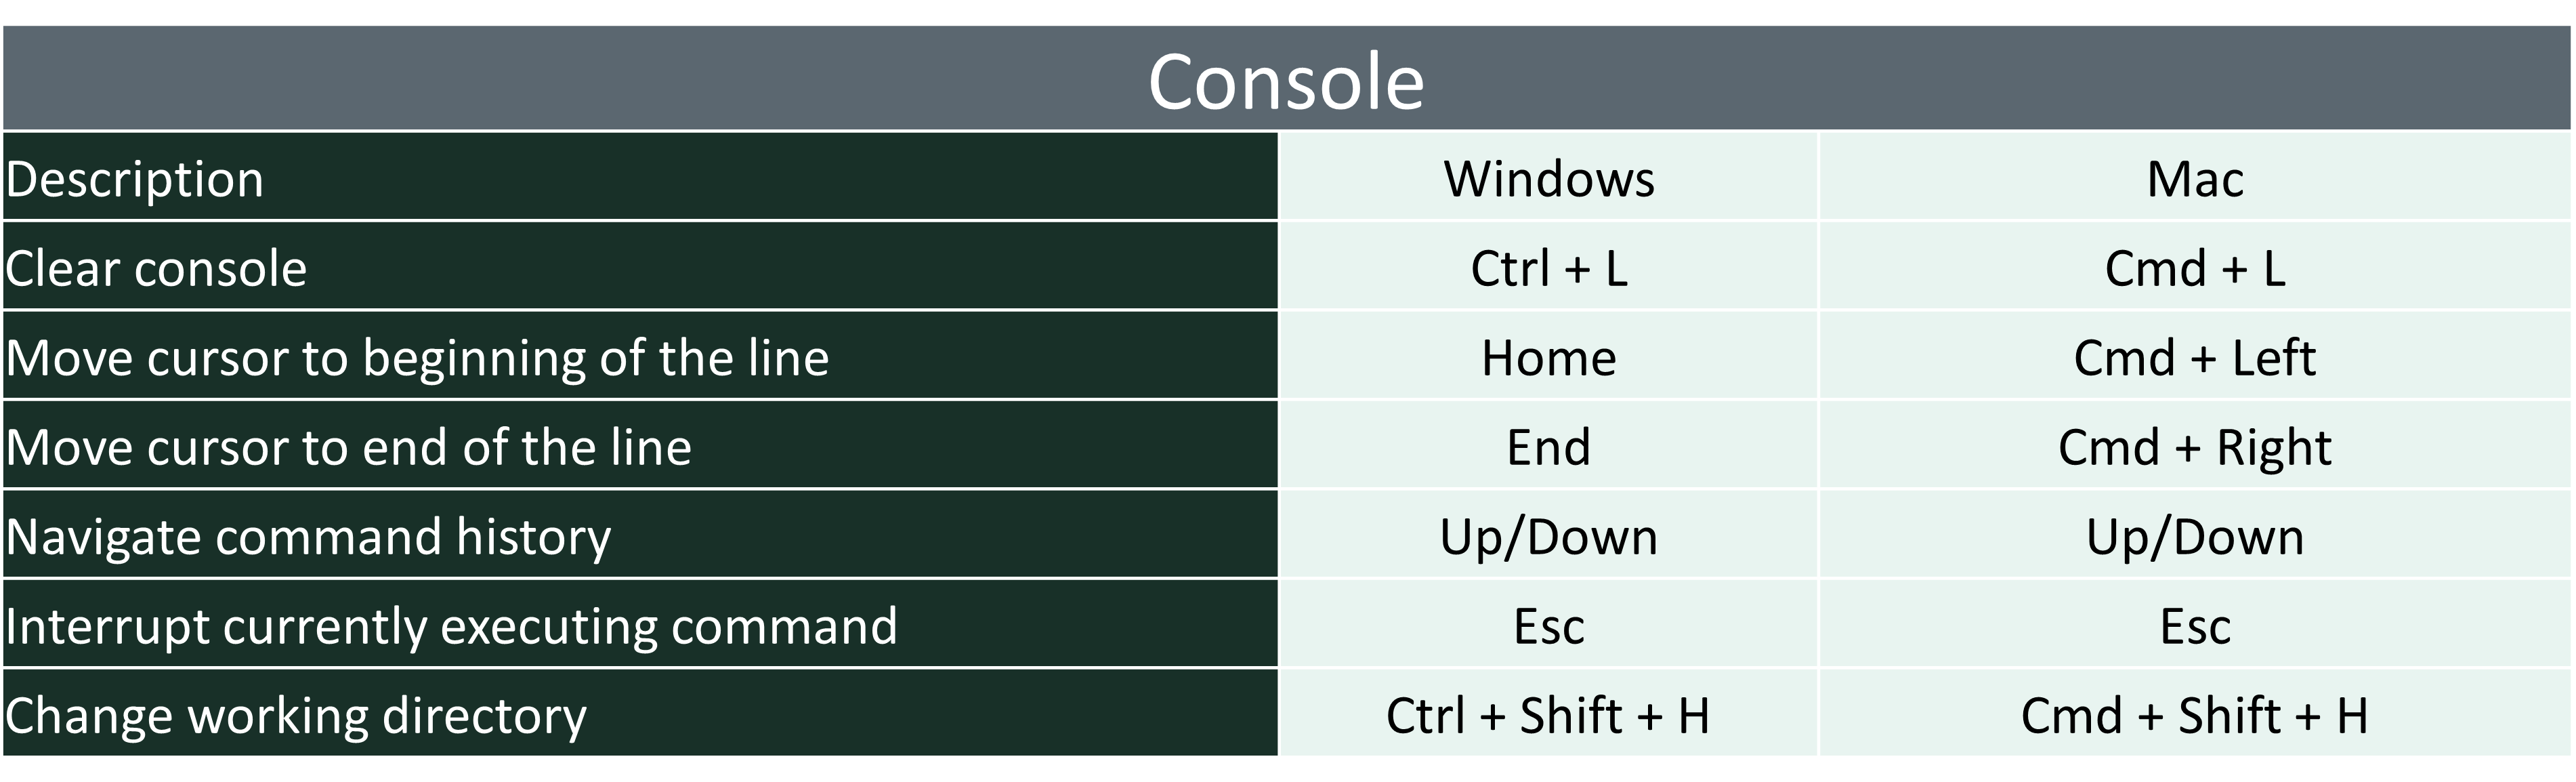 Console
Description Windows Mac
Clear console Ctrl + L Cmd + L
Move cursor to beginning of the line Home Cmd + Left
Move cursor to end of the line End Cmd + Right
Navigate command history Up/Down Up/Down
Interrupt currently executing command Esc Esc
Change working directory Ctrl + Shift + H Cmd + Shift + H